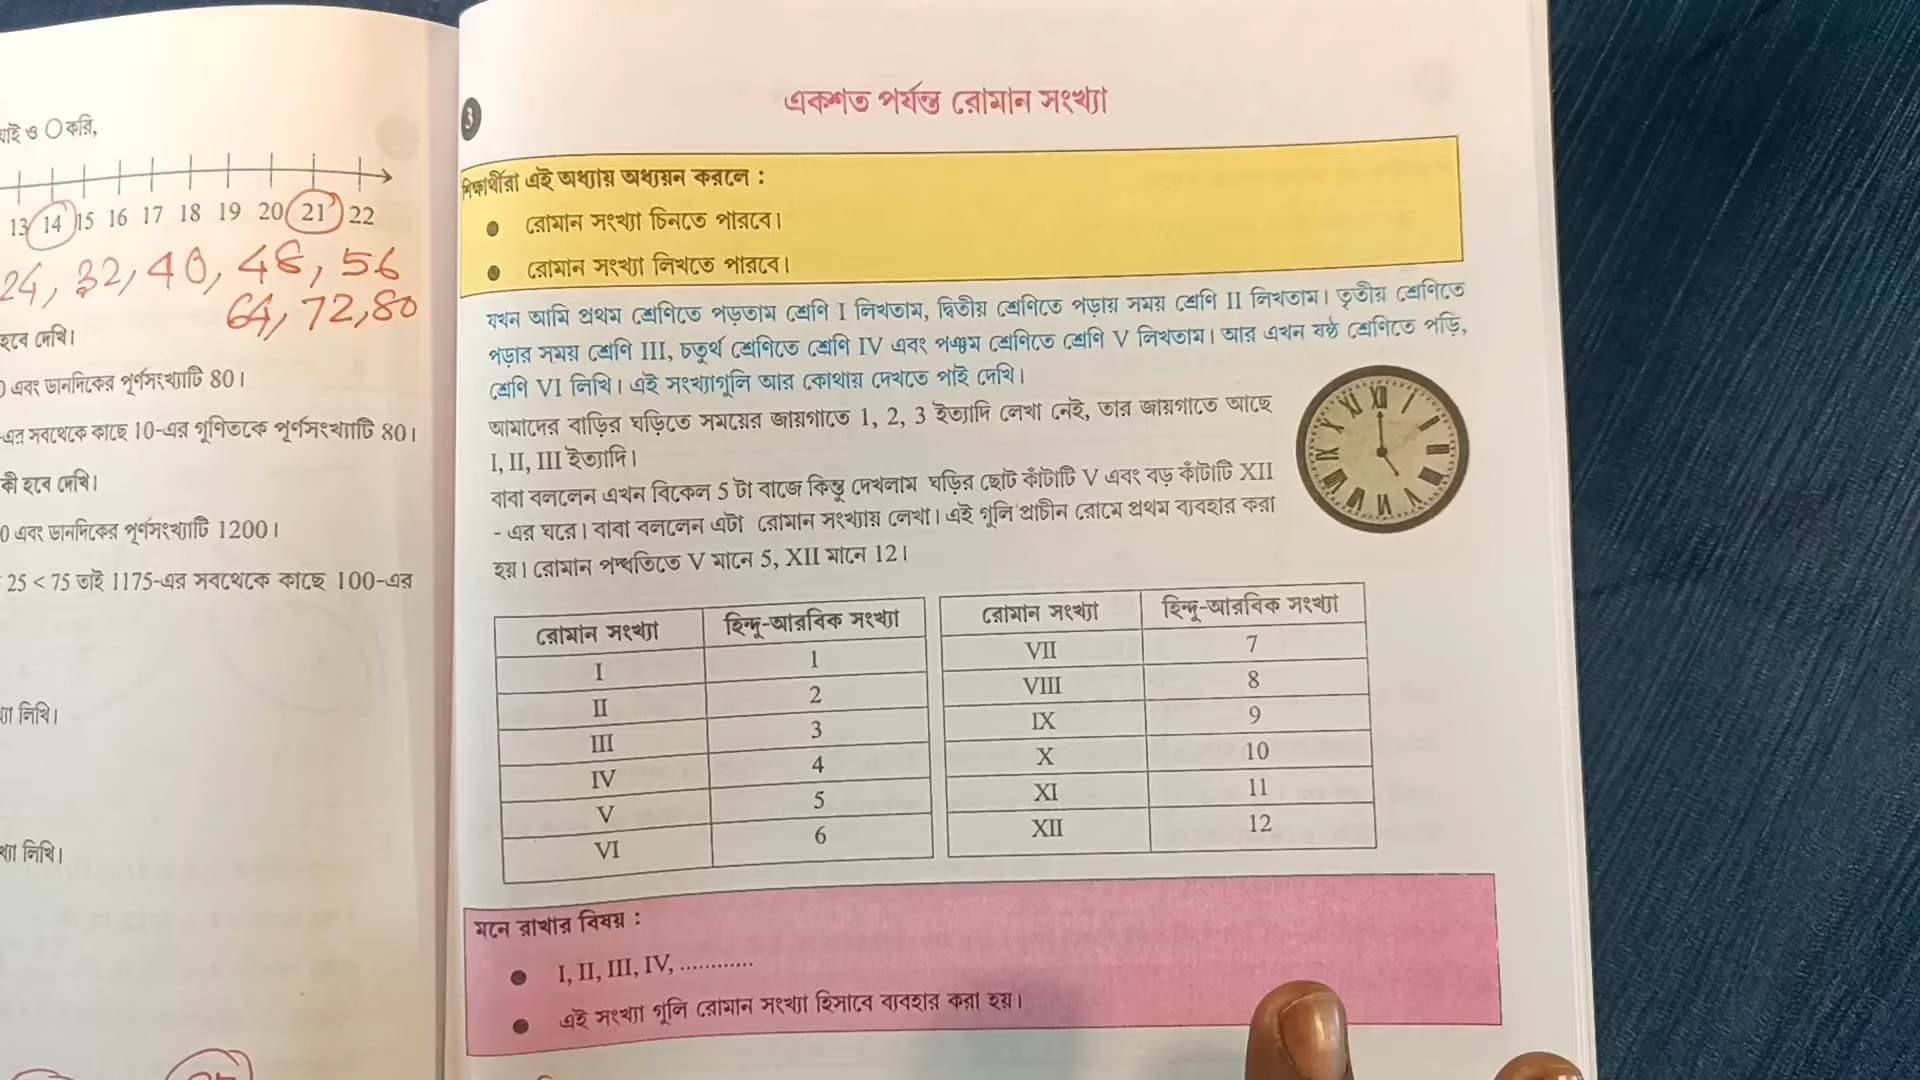 ও ○ করি,
13 14 15 16 17 18 19 20 21 22
24, 32, 40, 48, 56
64, 72, 80
হবে দেখি।
এবং ডানদিকের পূর্ণসংখ্যাটি 80।
-এর সবথেকে কাছে 10-এর গুণিতকে পূর্ণসংখ্যাটি 80।
কী হবে দেখি।
0 এবং ডানদিকের পূর্ণসংখ্যাটি 1200।
25 < 75 তাই 1175-এর সবথেকে কাছে 100-এর
লিখি।
লিখি।
3
একশত পর্যন্ত রোমান সংখ্যা
শিক্ষার্থীরা এই অধ্যায় অধ্যয়ন করলে :
● রোমান সংখ্যা চিনতে পারবে।
● রোমান সংখ্যা লিখতে পারবে।
যখন আমি প্রথম শ্রেণিতে পড়তাম শ্রেণি I লিখতাম, দ্বিতীয় শ্রেণিতে পড়ায় সময় শ্রেণি II লিখতাম। তৃতীয় শ্রেণিতে
পড়ার সময় শ্রেণি III, চতুর্থ শ্রেণিতে শ্রেণি IV এবং পঞ্চম শ্রেণিতে শ্রেণি V লিখতাম। আর এখন ষষ্ঠ শ্রেণিতে পড়ি,
শ্রেণি VI লিখি। এই সংখ্যাগুলি আর কোথায় দেখতে পাই দেখি।
আমাদের বাড়ির ঘড়িতে সময়ের জায়গাতে 1, 2, 3 ইত্যাদি লেখা নেই, তার জায়গাতে আছে
I, II, III ইত্যাদি।
বাবা বললেন এখন বিকেল 5 টা বাজে কিন্তু দেখলাম ঘড়ির ছোট কাঁটাটি V এবং বড় কাঁটাটি XII
- এর ঘরে। বাবা বললেন এটা রোমান সংখ্যায় লেখা। এই গুলি প্রাচীন রোমে প্রথম ব্যবহার করা
হয়। রোমান পদ্ধতিতে V মানে 5, XII মানে 12।
রোমান সংখ্যা হিন্দু-আরবিক সংখ্যা রোমান সংখ্যা হিন্দু-আরবিক সংখ্যা
I 1 VII 7
II 2 VIII 8
III 3 IX 9
IV 4 X 10
V 5 XI 11
VI 6 XII 12
মনে রাখার বিষয় :
● I, II, III, IV, ............
● এই সংখ্যা গুলি রোমান সংখ্যা হিসাবে ব্যবহার করা হয়।